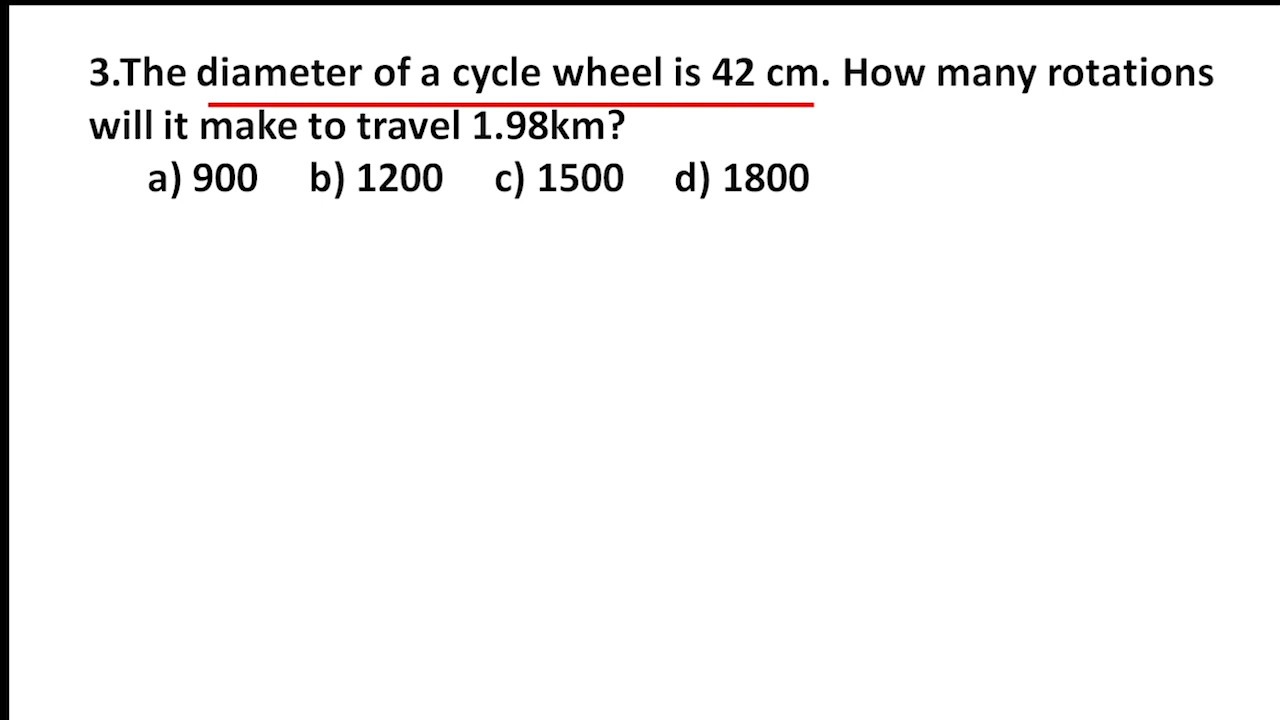 3.The diameter of a cycle wheel is 42 cm. How many rotations
will it make to travel 1.98km?
a) 900 b) 1200 c) 1500 d) 1800